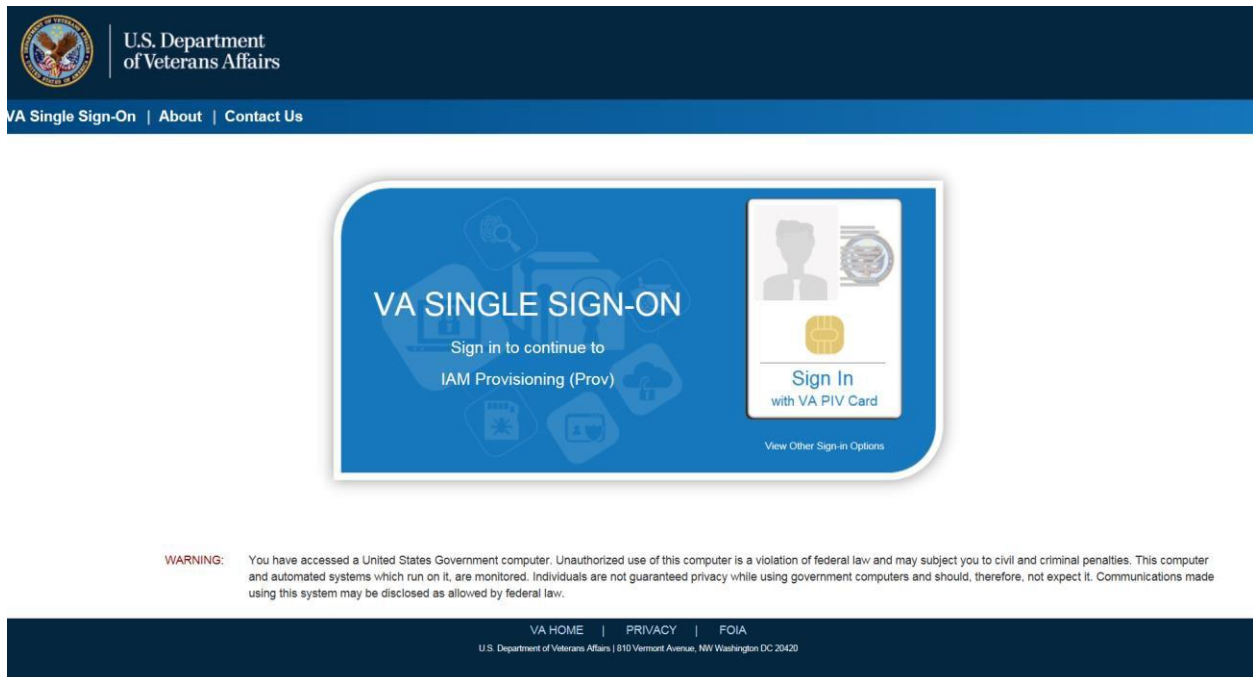 U.S. Department
of Veterans Affairs
VA Single Sign-On | About | Contact Us
VA SINGLE SIGN-ON
Sign in to continue to
IAM Provisioning (Prov)
Sign In
with VA PIV Card
View Other Sign-in Options
WARNING: You have accessed a United States Government computer. Unauthorized use of this computer is a violation of federal law and may subject you to civil and criminal penalties. This computer
and automated systems which run on it, are monitored. Individuals are not guaranteed privacy while using government computers and should, therefore, not expect it. Communications made
using this system may be disclosed as allowed by federal law.
VA HOME | PRIVACY | FOIA
U.S. Department of Veterans Affairs | 810 Vermont Avenue, NW Washington DC 20420